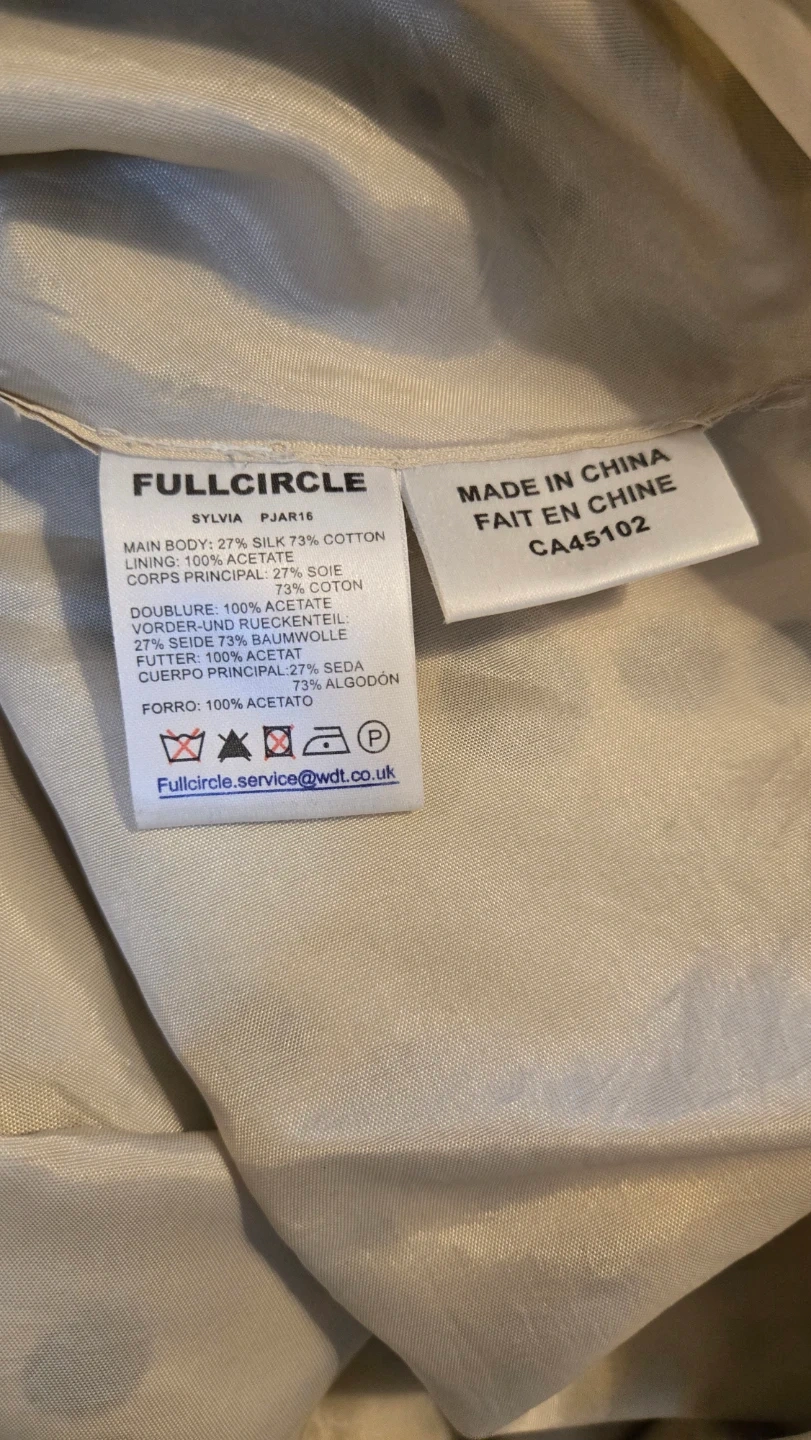 FULLCIRCLE
SYLVIA PJAR16
MAIN BODY: 27% SILK 73% COTTON
LINING: 100% ACETATE
CORPS PRINCIPAL: 27% SOIE
73% COTON
DOUBLURE: 100% ACETATE
VORDER-UND RUECKENTEIL:
27% SEIDE 73% BAUMWOLLE
FUTTER: 100% ACETAT
CUERPO PRINCIPAL:27% SEDA
73% ALGODÓN
FORRO: 100% ACETATO
P
Fullcircle.service@wdt.co.uk
MADE IN CHINA
FAIT EN CHINE
CA45102